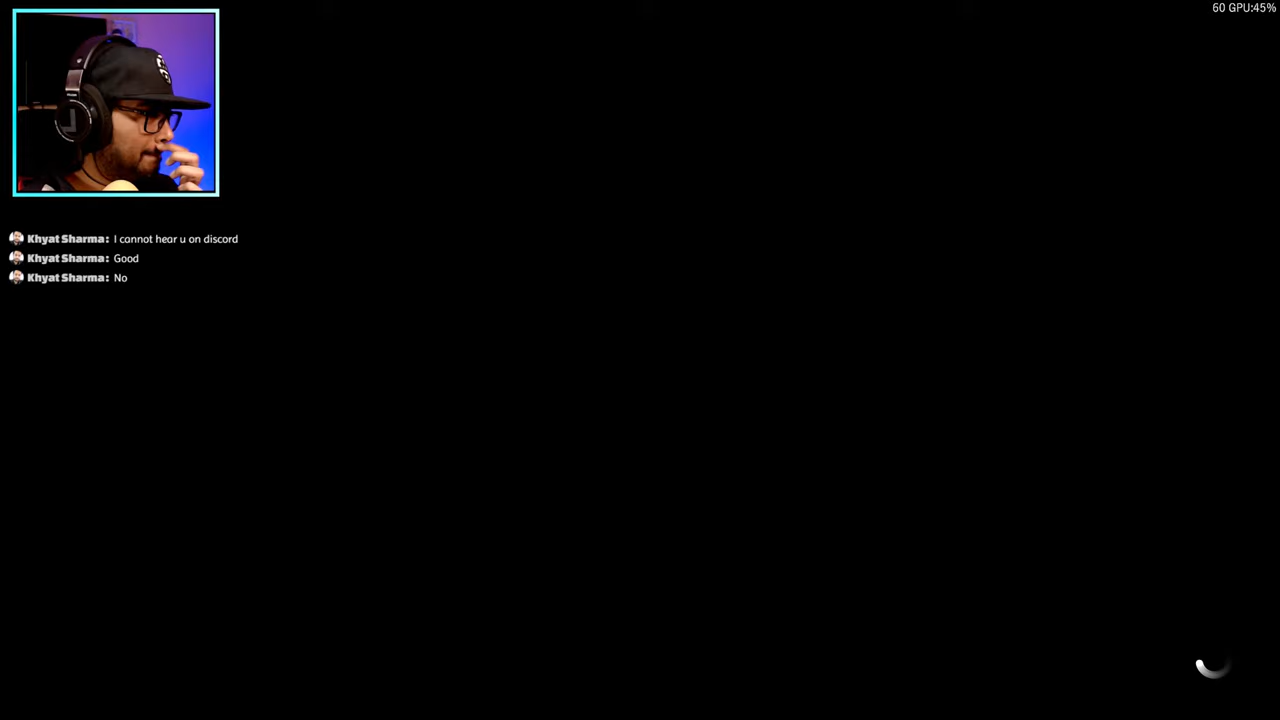 60 GPU:45%
Khyat Sharma: I cannot hear u on discord
Khyat Sharma: Good
Khyat Sharma: No